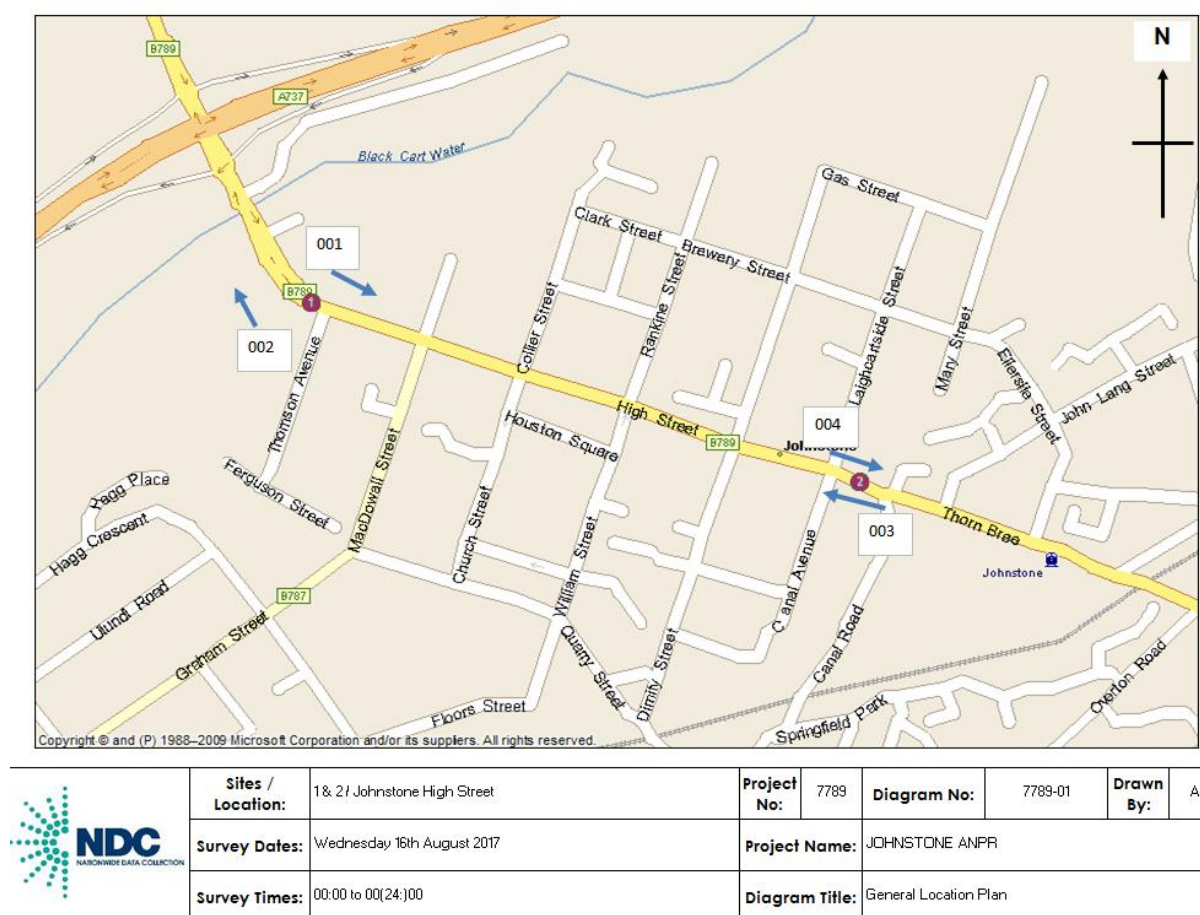 B789
N
A737
Black Cart Water
Gas Street
Clark Street
Brewery Street
001
B789
1
002
Collier Street
Rankine Street
Laighcartside Street
Mary Street
Ellerslie Street
John Lang Street
Thomson Avenue
MacDowall Street
High Street
Houston Square
B789
004
Johnstone
2
003
Thorn Brae
Johnstone
Hagg Place
Hagg Crescent
Ferguson Street
Church Street
William Street
Canal Avenue
Canal Road
Ulundi Road
B787
Graham Street
Quarry Street
Dimity Street
Floors Street
Springfield Park
Overton Road
Copyright © and (P) 1988–2009 Microsoft Corporation and/or its suppliers. All rights reserved.
NDC
NATIONWIDE DATA COLLECTION
Sites / Location: 1 & 2 / Johnstone High Street Project No: 7789 Diagram No: 7789-01 Drawn By: A
Survey Dates: Wednesday 16th August 2017 Project Name: JOHNSTONE ANPR
Survey Times: 00:00 to 00(24:)00 Diagram Title: General Location Plan